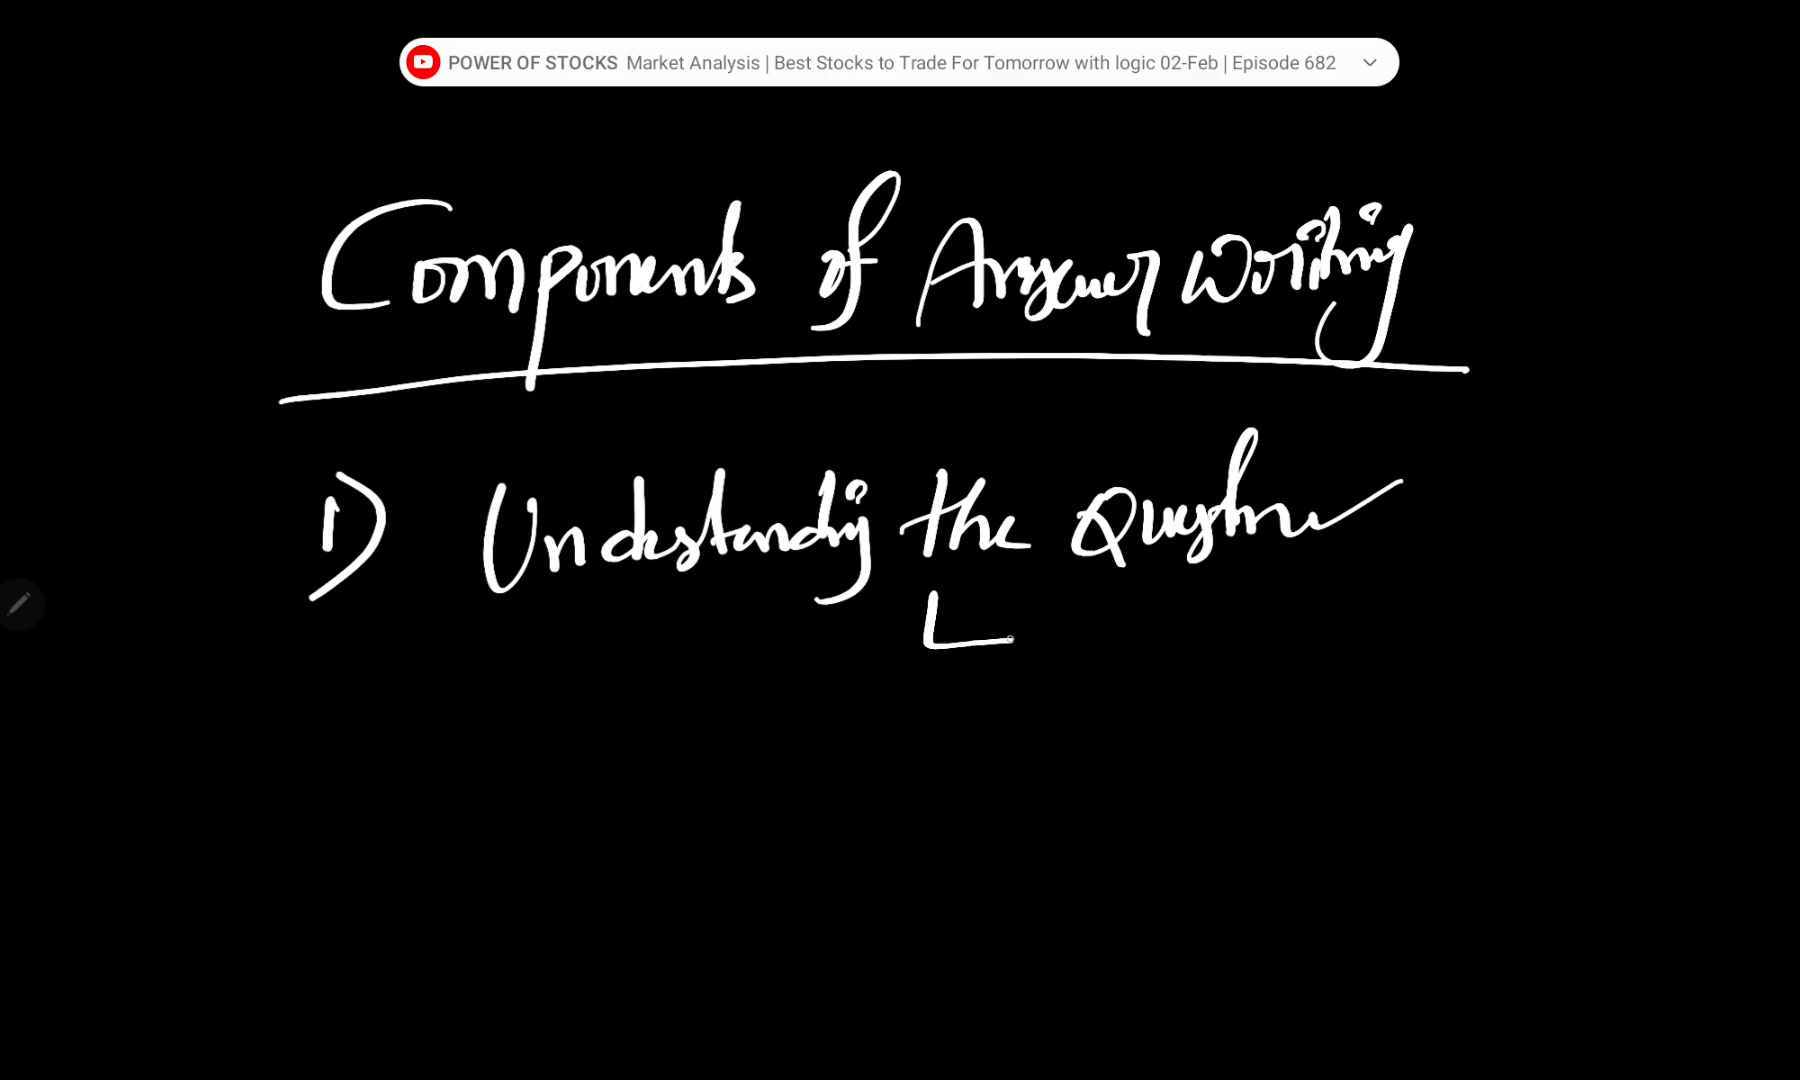 POWER OF STOCKS Market Analysis | Best Stocks to Trade For Tomorrow with logic 02-Feb | Episode 682
Components of Answer Writing
1) Understanding the Question